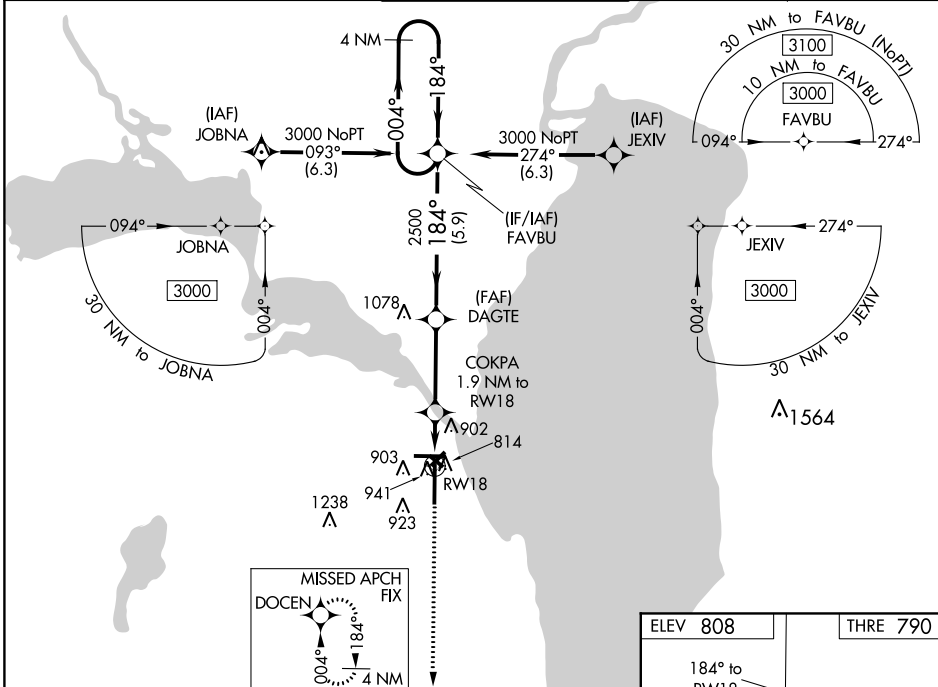 4 NM
184°
004°
30 NM to FAVBU (NoPT)
3100
10 NM to FAVBU
3000
FAVBU
094°
274°
(IAF)
JOBNA
3000 NoPT
093°
(6.3)
3000 NoPT
274°
(6.3)
(IAF)
JEXIV
(IF/IAF)
FAVBU
2500
184°
(5.9)
094°
JOBNA
3000
004°
30 NM to JOBNA
274°
JEXIV
3000
004°
30 NM to JEXIV
1078
(FAF)
DAGTE
COKPA
1.9 NM to
RW18
1564
902
814
903
RW18
941
1238
923
MISSED APCH
FIX
DOCEN
184°
004°
4 NM
ELEV 808
THRE 790
184° to
RW18